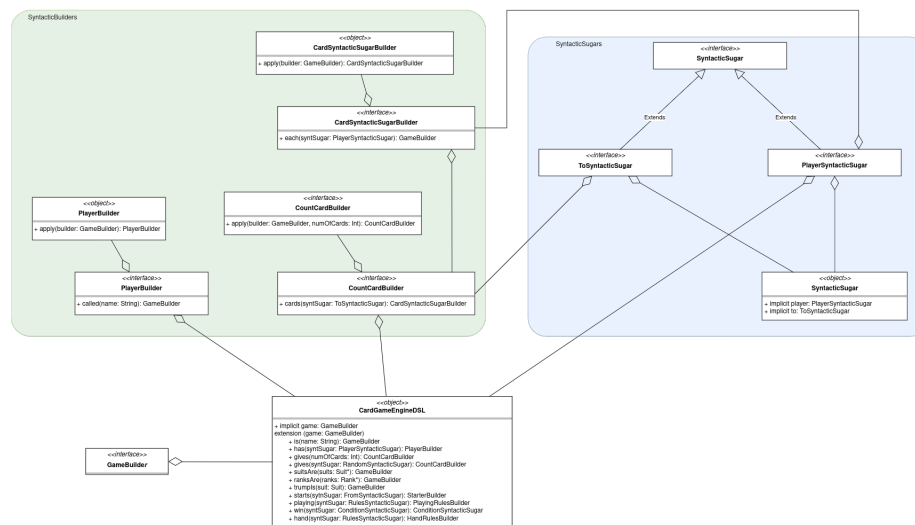 SyntacticBuilders
<<object>>
CardSyntacticSugarBuilder
+ apply(builder: GameBuilder): CardSyntacticSugarBuilder
<<interface>>
CardSyntacticSugarBuilder
+ each(syntSugar: PlayerSyntacticSugar): GameBuilder
<<object>>
PlayerBuilder
+ apply(builder: GameBuilder): PlayerBuilder
<<interface>>
CountCardBuilder
+ apply(builder: GameBuilder, numOfCards: Int): CountCardBuilder
<<interface>>
PlayerBuilder
+ called(name: String): GameBuilder
<<interface>>
CountCardBuilder
+ cards(syntSugar: ToSyntacticSugar): CardSyntacticSugarBuilder
SyntacticSugars
<<interface>>
SyntacticSugar
Extends
Extends
<<interface>>
ToSyntacticSugar
<<interface>>
PlayerSyntacticSugar
<<object>>
SyntacticSugar
+ implicit player: PlayerSyntacticSugar
+ implicit to: ToSyntacticSugar
<<object>>
CardGameEngineDSL
+ implicit game: GameBuilder
extension (game: GameBuilder)
+ is(name: String): GameBuilder
+ has(syntSugar: PlayerSyntacticSugar): PlayerBuilder
+ gives(numOfCards: Int): CountCardBuilder
+ gives(syntSugar: RandomSyntacticSugar): CountCardBuilder
+ suitsAre(suits: Suit*): GameBuilder
+ ranksAre(ranks: Rank*): GameBuilder
+ trumpIs(suit: Suit): GameBuilder
+ starts(sytnSugar: FromSyntacticSugar): StarterBuilder
+ playing(syntSugar: RulesSyntacticSugar): PlayingRulesBuilder
+ win(syntSugar: ConditionSyntacticSugar): ConditionSyntacticSugar
+ hand(syntSugar: RulesSyntacticSugar): HandRulesBuilder
<<interface>>
GameBuilder